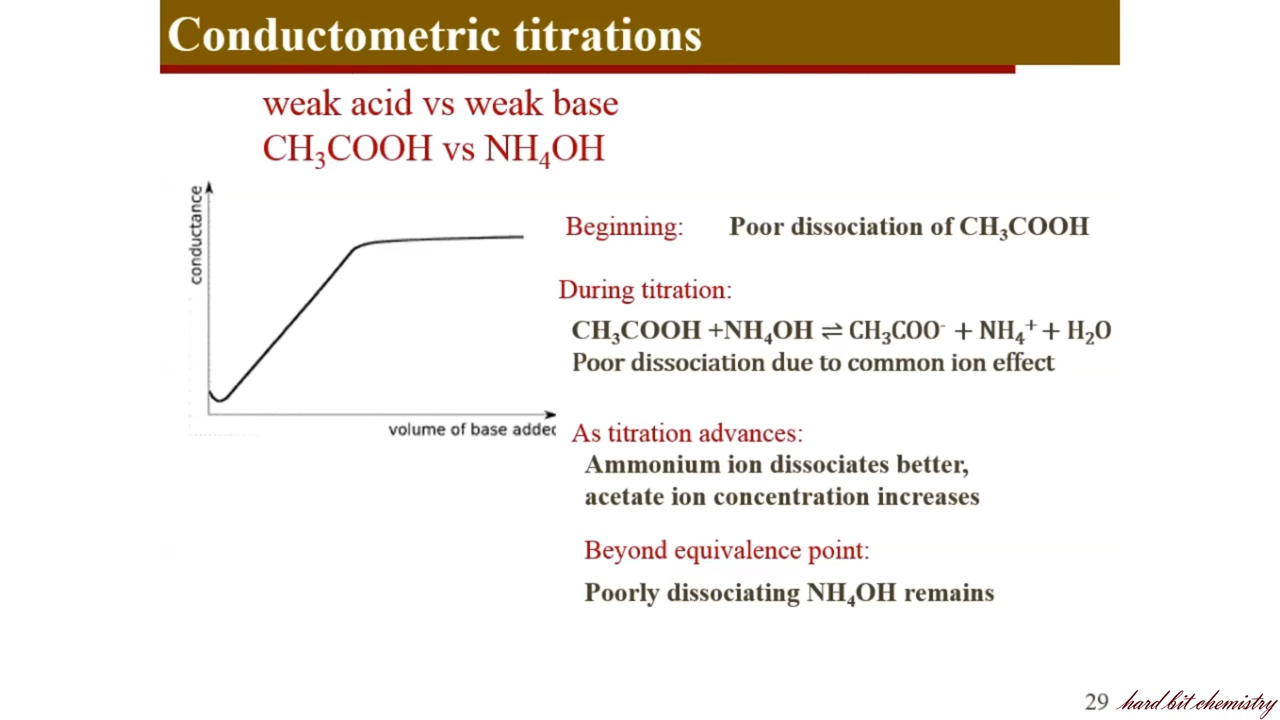 Conductometric titrations
weak acid vs weak base
CH₃COOH vs NH₄OH
conductance
volume of base added
Beginning: Poor dissociation of CH₃COOH
During titration:
CH₃COOH +NH₄OH ⇌ CH₃COO⁻ + NH₄⁺ + H₂O
Poor dissociation due to common ion effect
As titration advances:
Ammonium ion dissociates better,
acetate ion concentration increases
Beyond equivalence point:
Poorly dissociating NH₄OH remains
29 hard bit chemistry